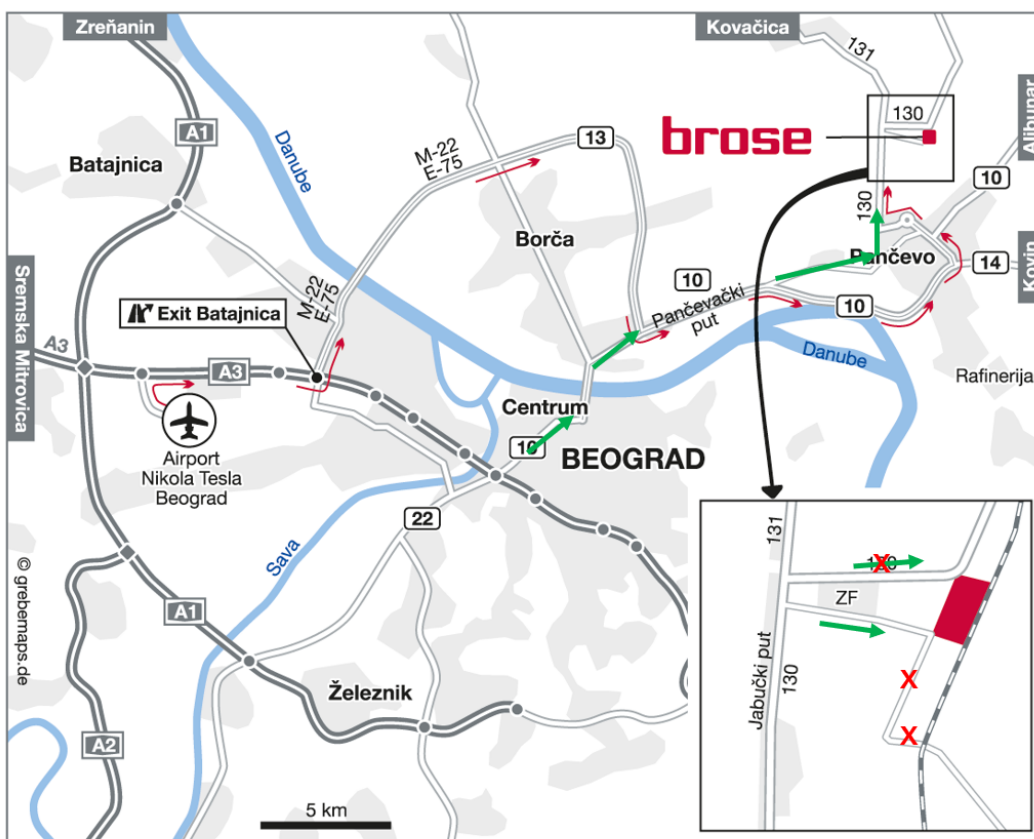 Zreňanin
Kovačica
131
A1
130
130
brose
Alibunar
Batajnica
Danube
M-22
E-75
13
10
Borča
130
Pančevo
14
Kovin
10
Pančevački
put
10
Sremska Mitrovica
M-22
E-75
Exit Batajnica
Danube
A3
A3
Rafinerija
Centrum
10
BEOGRAD
Airport
Nikola Tesla
Beograd
22
Sava
131
X
ZF
© grebemaps.de
A1
X
Jabučki put
130
Železnik
X
A2
5 km